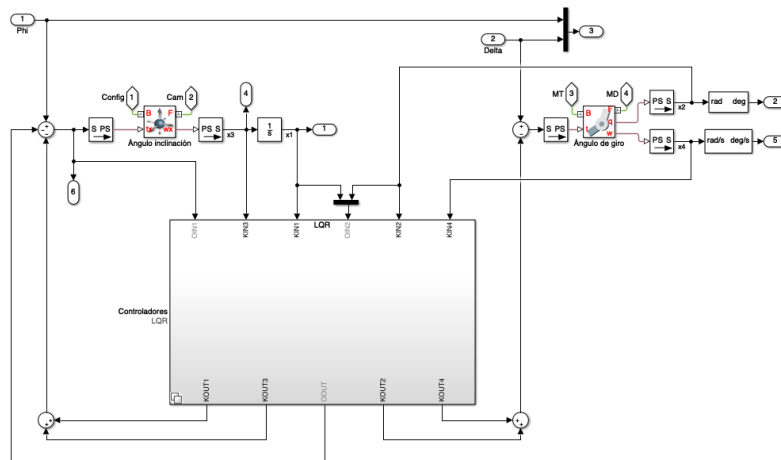 1
Phi
2
Delta
3
Config
1
Cam
2
4
MT
3
MD
4
B
F
wx
S PS
PS S
x3
1
s
x1
1
Ángulo inclinación
6
S PS
B
F
q
w
PS S
x2
rad deg
2
PS S
x4
rad/s deg/s
5
Ángulo de giro
LQR
OIN1
KIN3
KIN1
OIN2
KIN2
KIN4
Controladores
LQR
KOUT1
KOUT3
OOUT
KOUT2
KOUT4